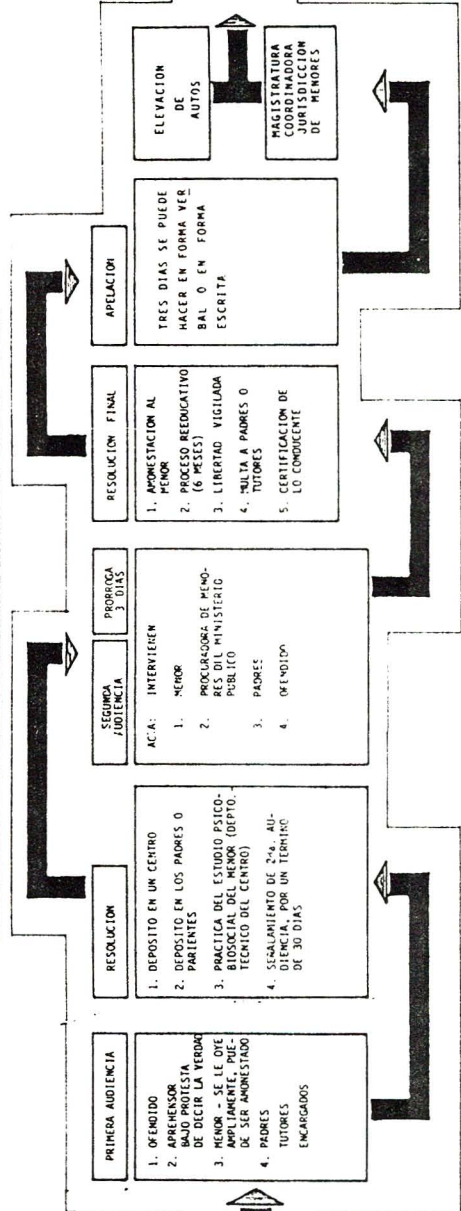 PRIMERA AUDIENCIA
1. OFENDIDO
2. APREHENSOR
BAJO PROTESTA
DE DECIR LA VERDAD
3. MENOR - SE LE OYE
AMPLIAMENTE, PUE-
DE SER AMONESTADO
4. PADRES
TUTORES
ENCARGADOS
RESOLUCION
1. DEPOSITO EN UN CENTRO
2. DEPOSITO EN LOS PADRES O
PARIENTES
3. PRACTICA DEL ESTUDIO PSICO-
BIOSOCIAL DEL MENOR (DEPTO.
TECNICO DEL CENTRO)
4. SEÑALAMIENTO DE 2da. AU-
DIENCIA, POR UN TERMINO
DE 30 DIAS
SEGUNDA
AUDIENCIA
PRORROGA
3 DIAS
ACTA: INTERVIENEN
1. MENOR
2. PROCURADORA DE MENO-
RES DEL MINISTERIO
PUBLICO
3. PADRES
4. OFENDIDO
RESOLUCION FINAL
1. AMONESTACION AL
MENOR
2. PROCESO REEDUCATIVO
(6 MESES)
3. LIBERTAD VIGILADA
4. MULTA A PADRES O
TUTORES
5. CERTIFICACION DE
LO CONDUCENTE
APELACION
TRES DIAS SE PUEDE
HACER EN FORMA VER
BAL O EN FORMA
ESCRITA
ELEVACION
DE
AUTOS
MAGISTRATURA
COORDINADORA
JURISDICCION
DE MENORES